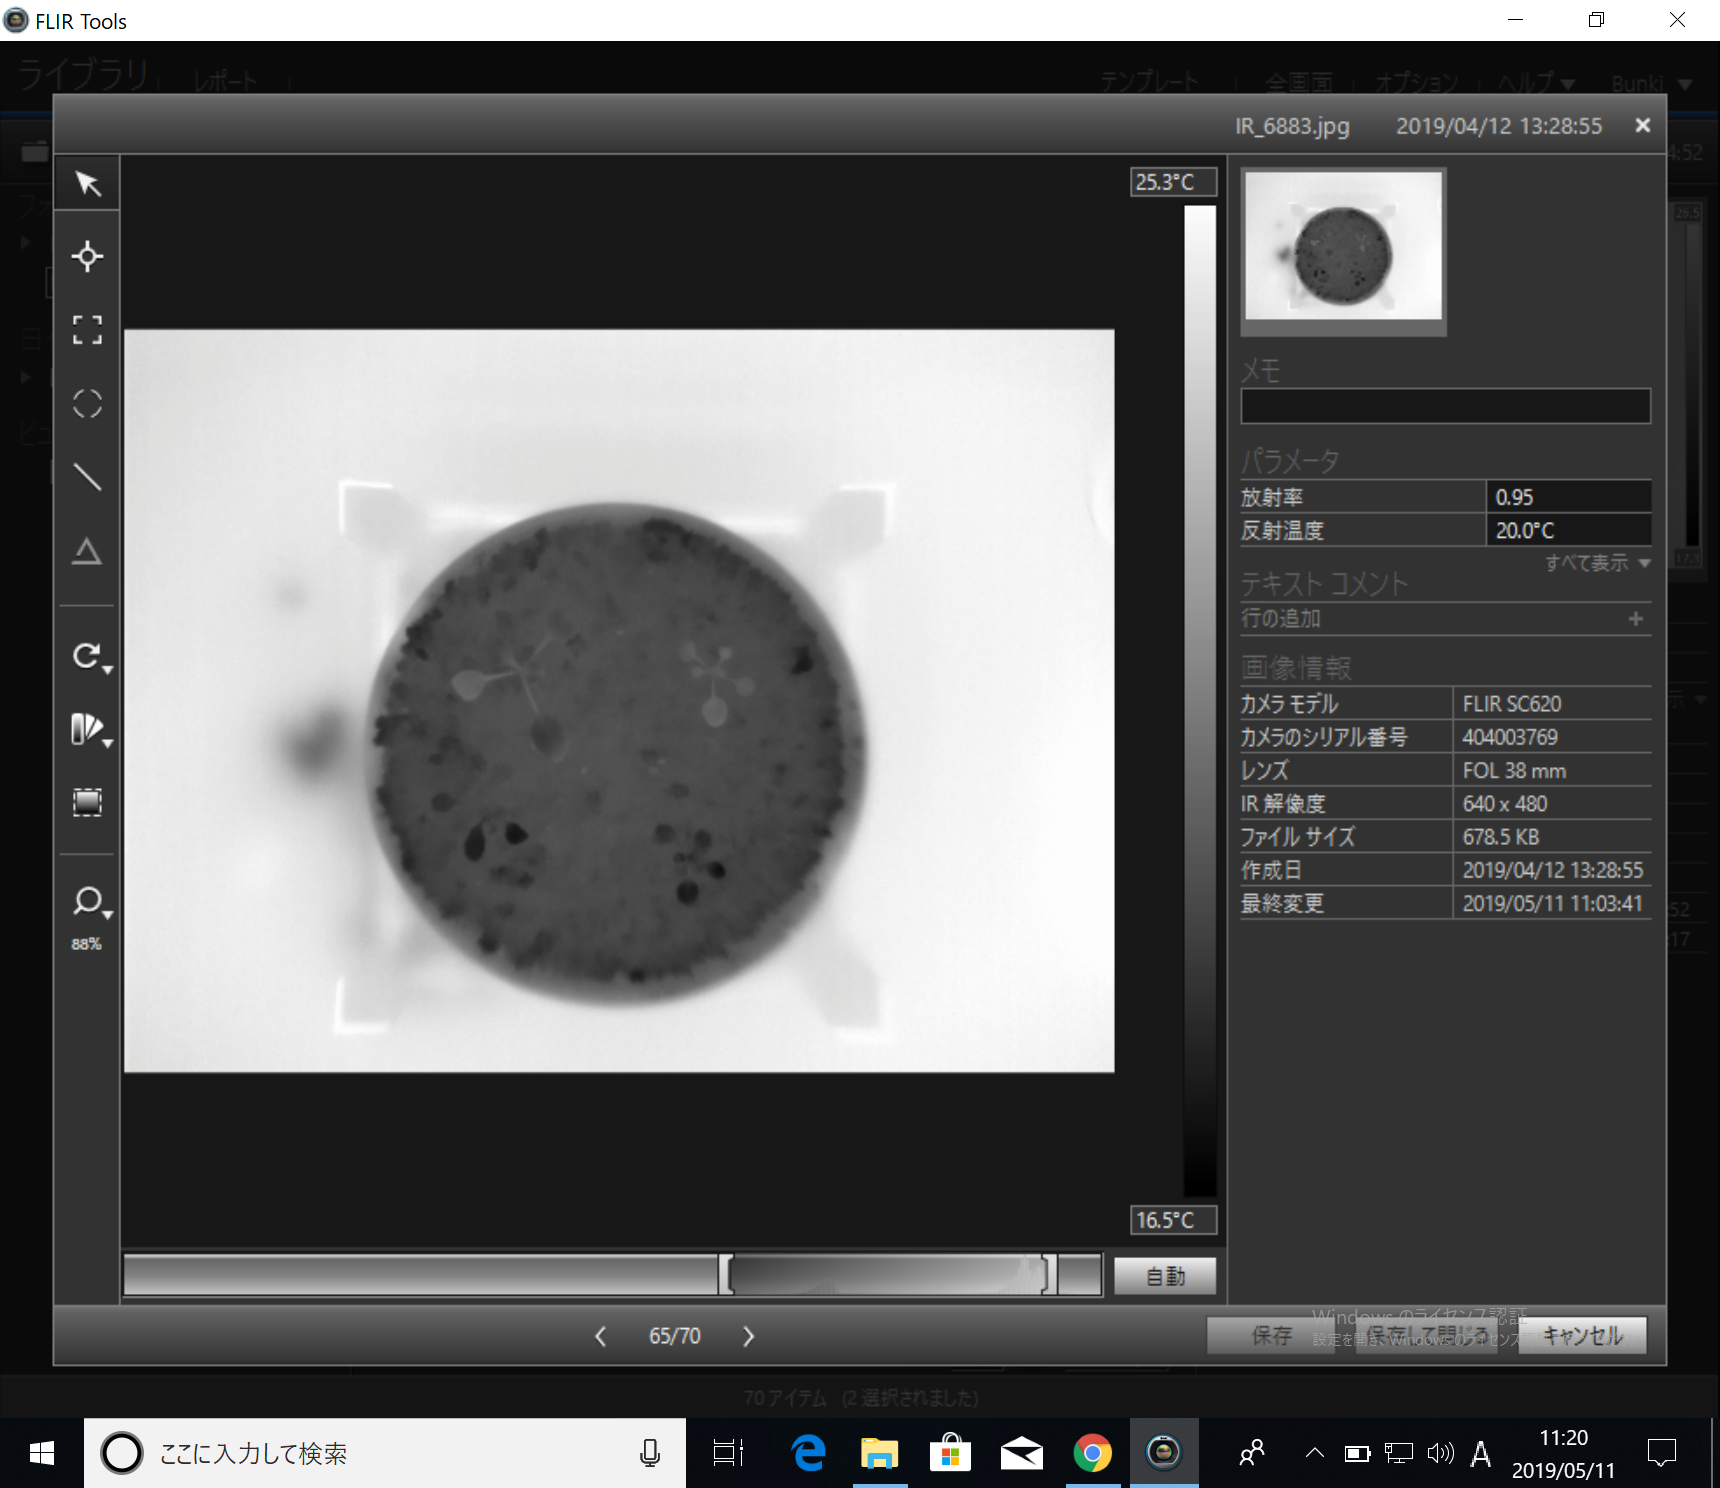 FLIR Tools
ライブラリ
レポート
テンプレート
全画面
オプション
ヘルプ
Bunki
IR_6883.jpg
2019/04/12 13:28:55
4:52
25.3°C
26.5
メモ
パラメータ
放射率 0.95
反射温度 20.0°C
すべて表示
17.3
テキスト コメント
行の追加
画像情報
カメラ モデル FLIR SC620
カメラのシリアル番号 404003769
レンズ FOL 38 mm
IR 解像度 640 x 480
ファイル サイズ 678.5 KB
作成日 2019/04/12 13:28:55
最終変更 2019/05/11 11:03:41
88%
16.5°C
自動
65/70
保存
保存して閉じる
キャンセル
Windows のライセンス認証
設定を開き、Windows のライセンス
70 アイテム (2 選択されました)
ここに入力して検索
A
11:20
2019/05/11